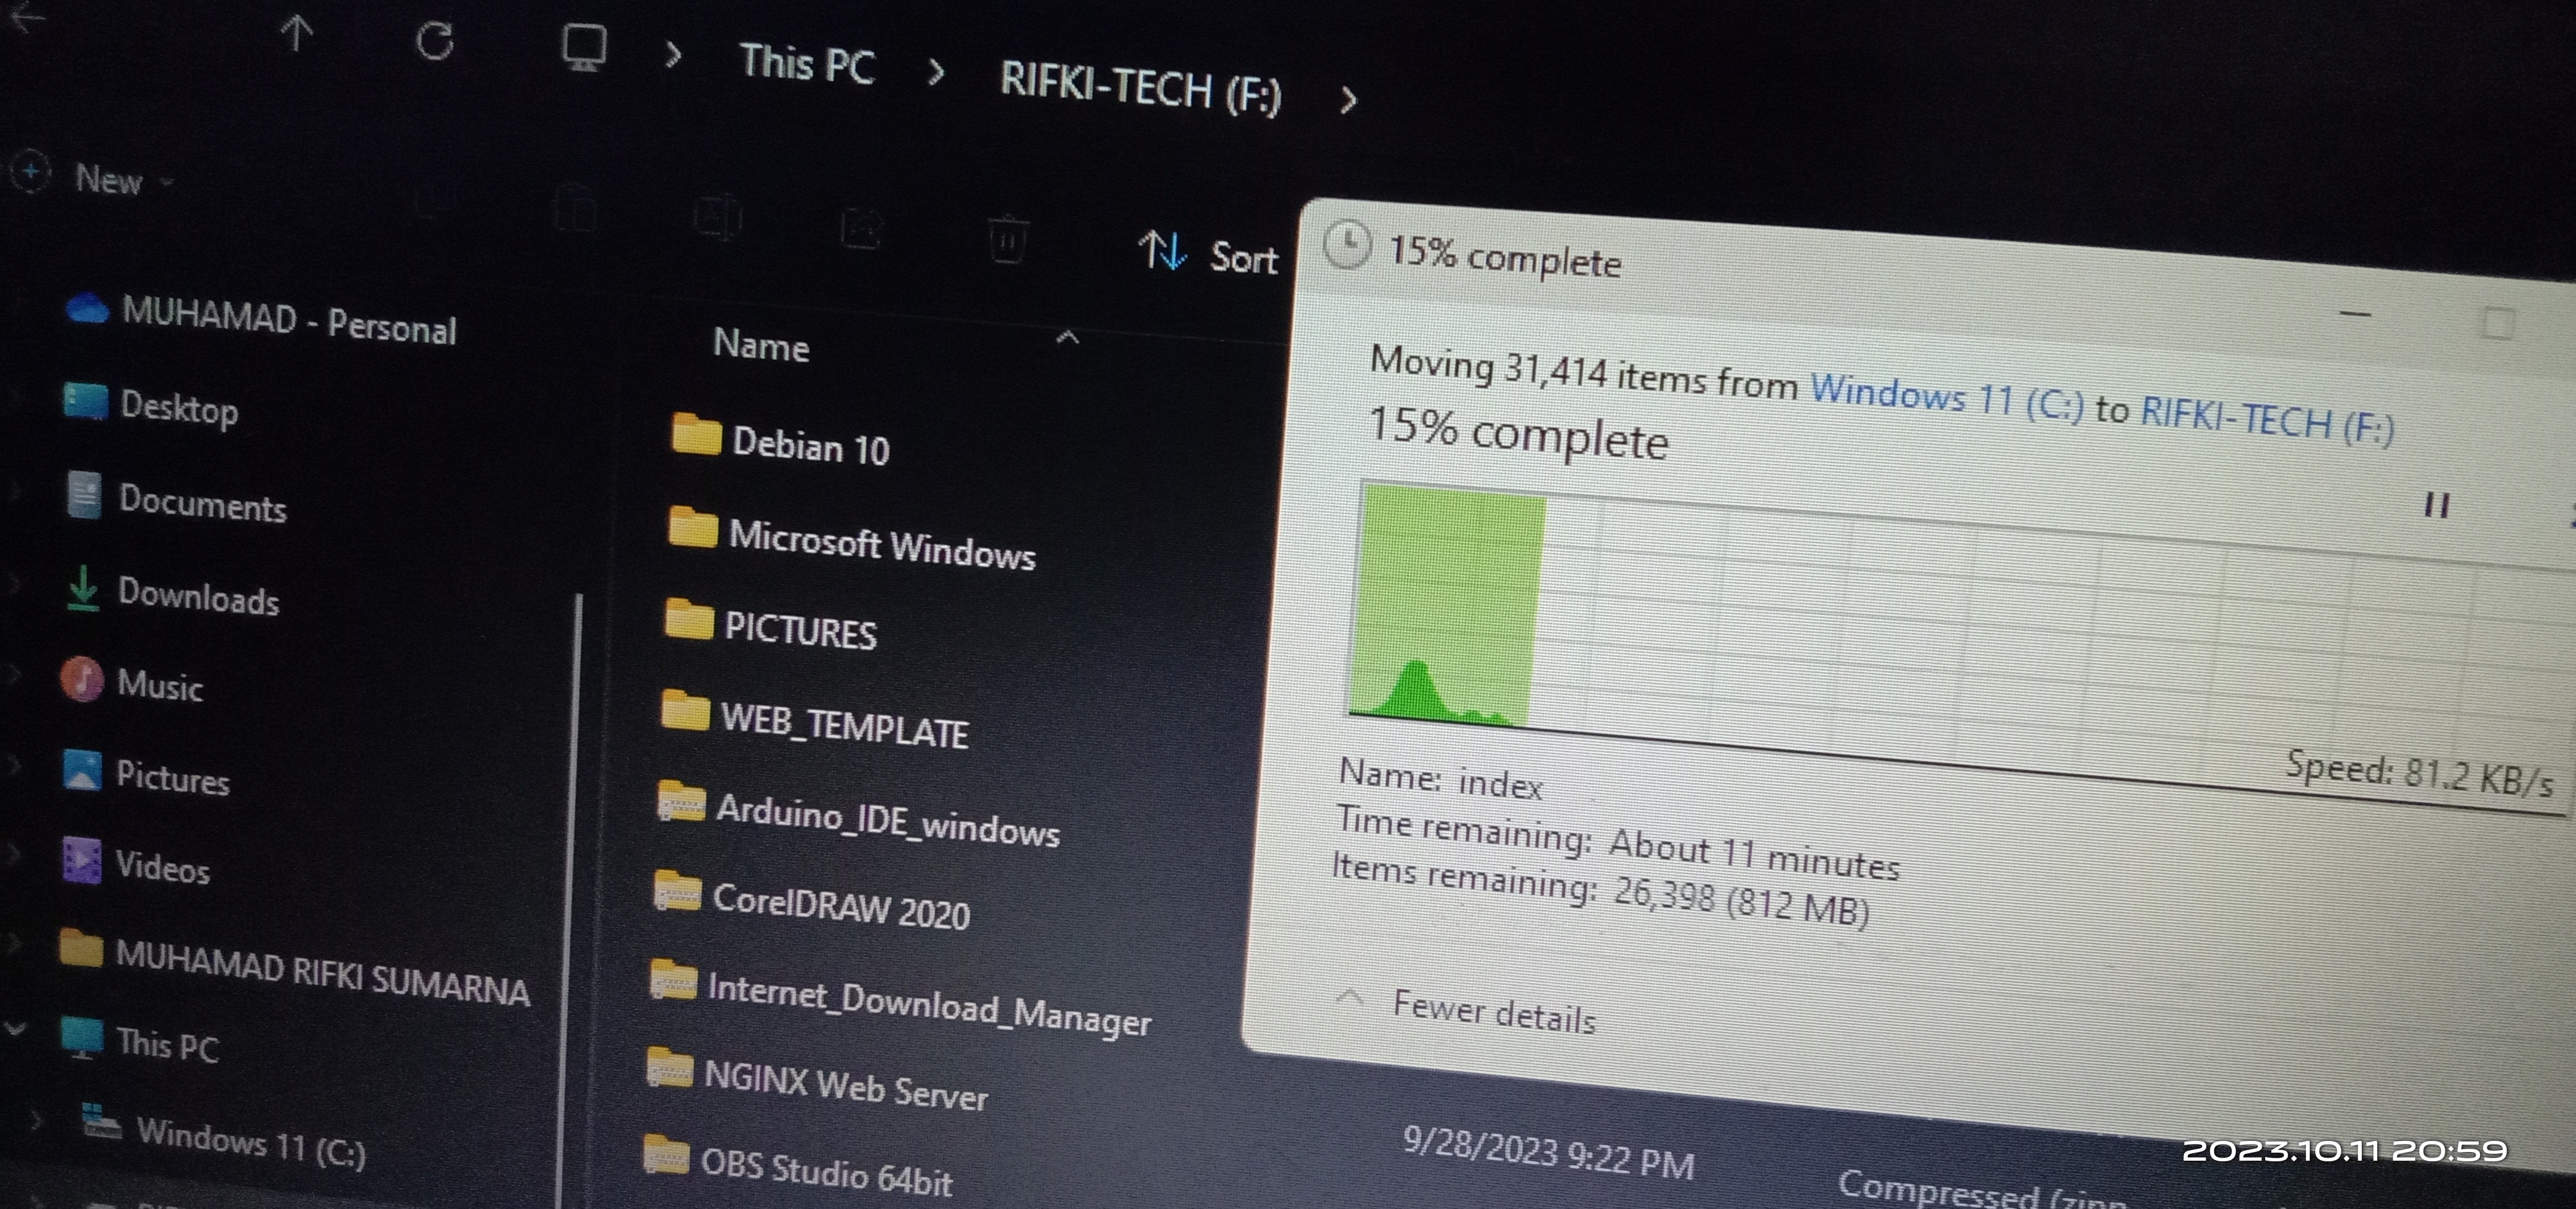 This PC
RIFKI-TECH (F:)
New
Sort
MUHAMAD - Personal
Desktop
Documents
Downloads
Music
Pictures
Videos
MUHAMAD RIFKI SUMARNA
This PC
Windows 11 (C:)
Name
Debian 10
Microsoft Windows
PICTURES
WEB_TEMPLATE
Arduino_IDE_windows
CorelDRAW 2020
Internet_Download_Manager
NGINX Web Server
OBS Studio 64bit
15% complete
Moving 31,414 items from Windows 11 (C:) to RIFKI-TECH (F:)
15% complete
Speed: 81.2 KB/s
Name: index
Time remaining: About 11 minutes
Items remaining: 26,398 (812 MB)
Fewer details
9/28/2023 9:22 PM
Compressed
2023.10.11 20:59